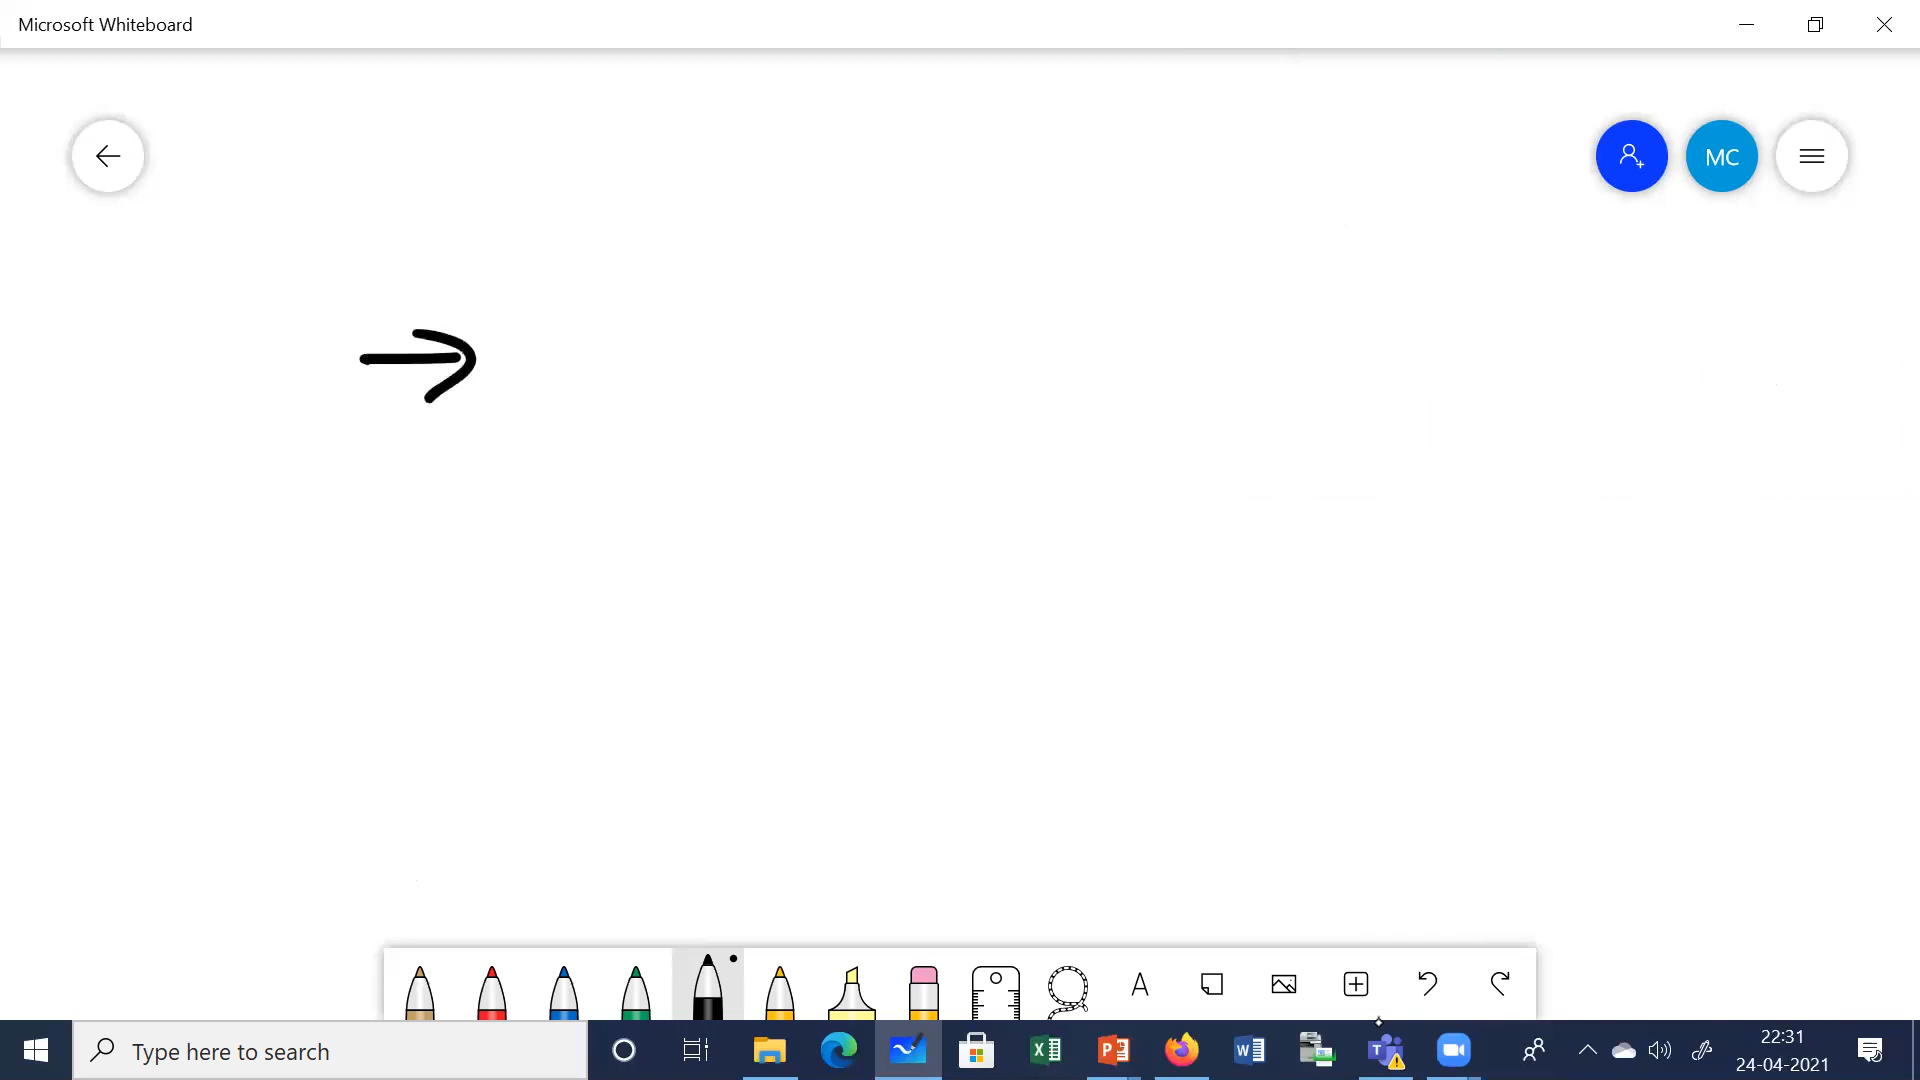 Microsoft Whiteboard
MC
Type here to search
22:31
24-04-2021